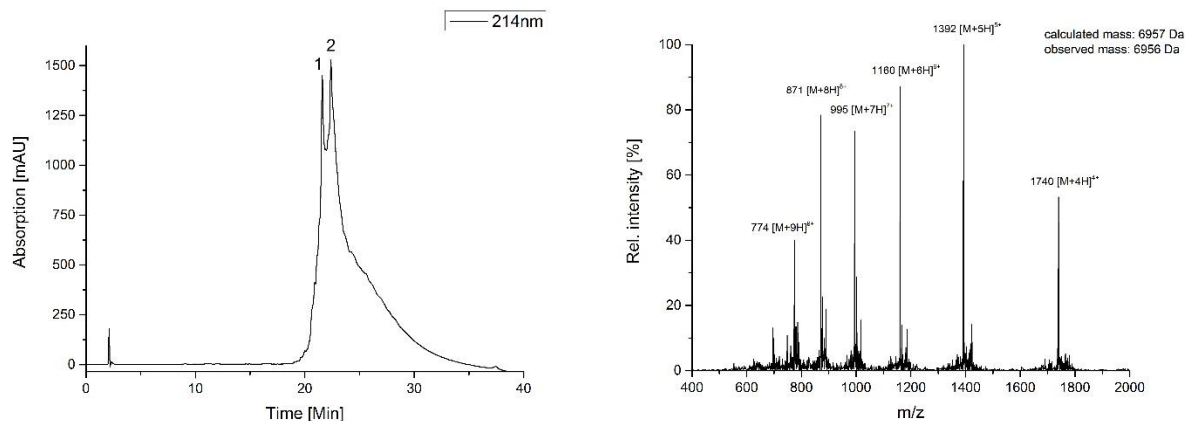 214nm
2
1
1500
1250
1000
750
500
250
0
Absorption [mAU]
0 10 20 30 40
Time [Min]
calculated mass: 6957 Da
observed mass: 6956 Da
1392 [M+5H]⁵⁺
1160 [M+6H]⁶⁺
871 [M+8H]⁸⁺
995 [M+7H]⁷⁺
1740 [M+4H]⁴⁺
774 [M+9H]⁹⁺
100
80
60
40
20
0
Rel. intensity [%]
400 600 800 1000 1200 1400 1600 1800 2000
m/z